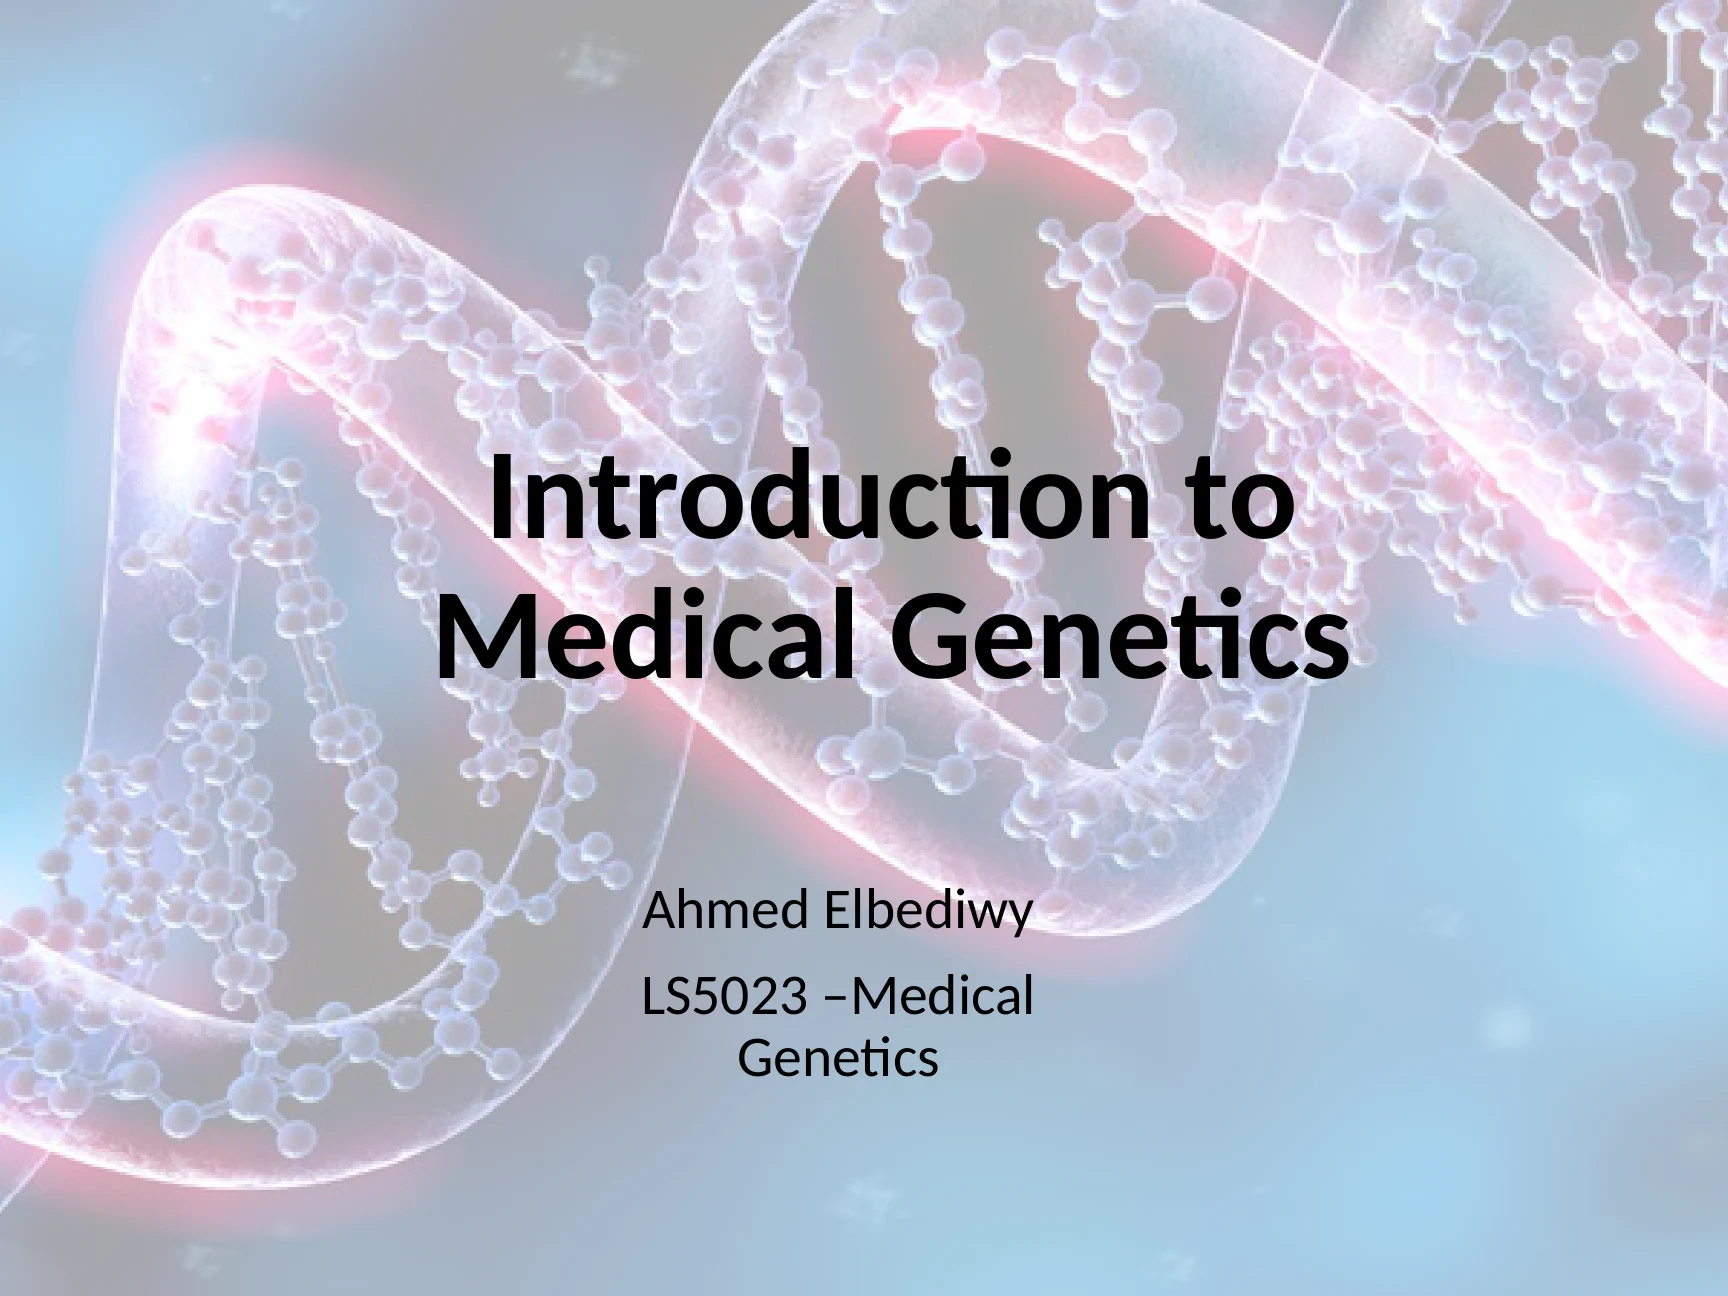 Introduction to
Medical Genetics
Ahmed Elbediwy
LS5023 –Medical
Genetics